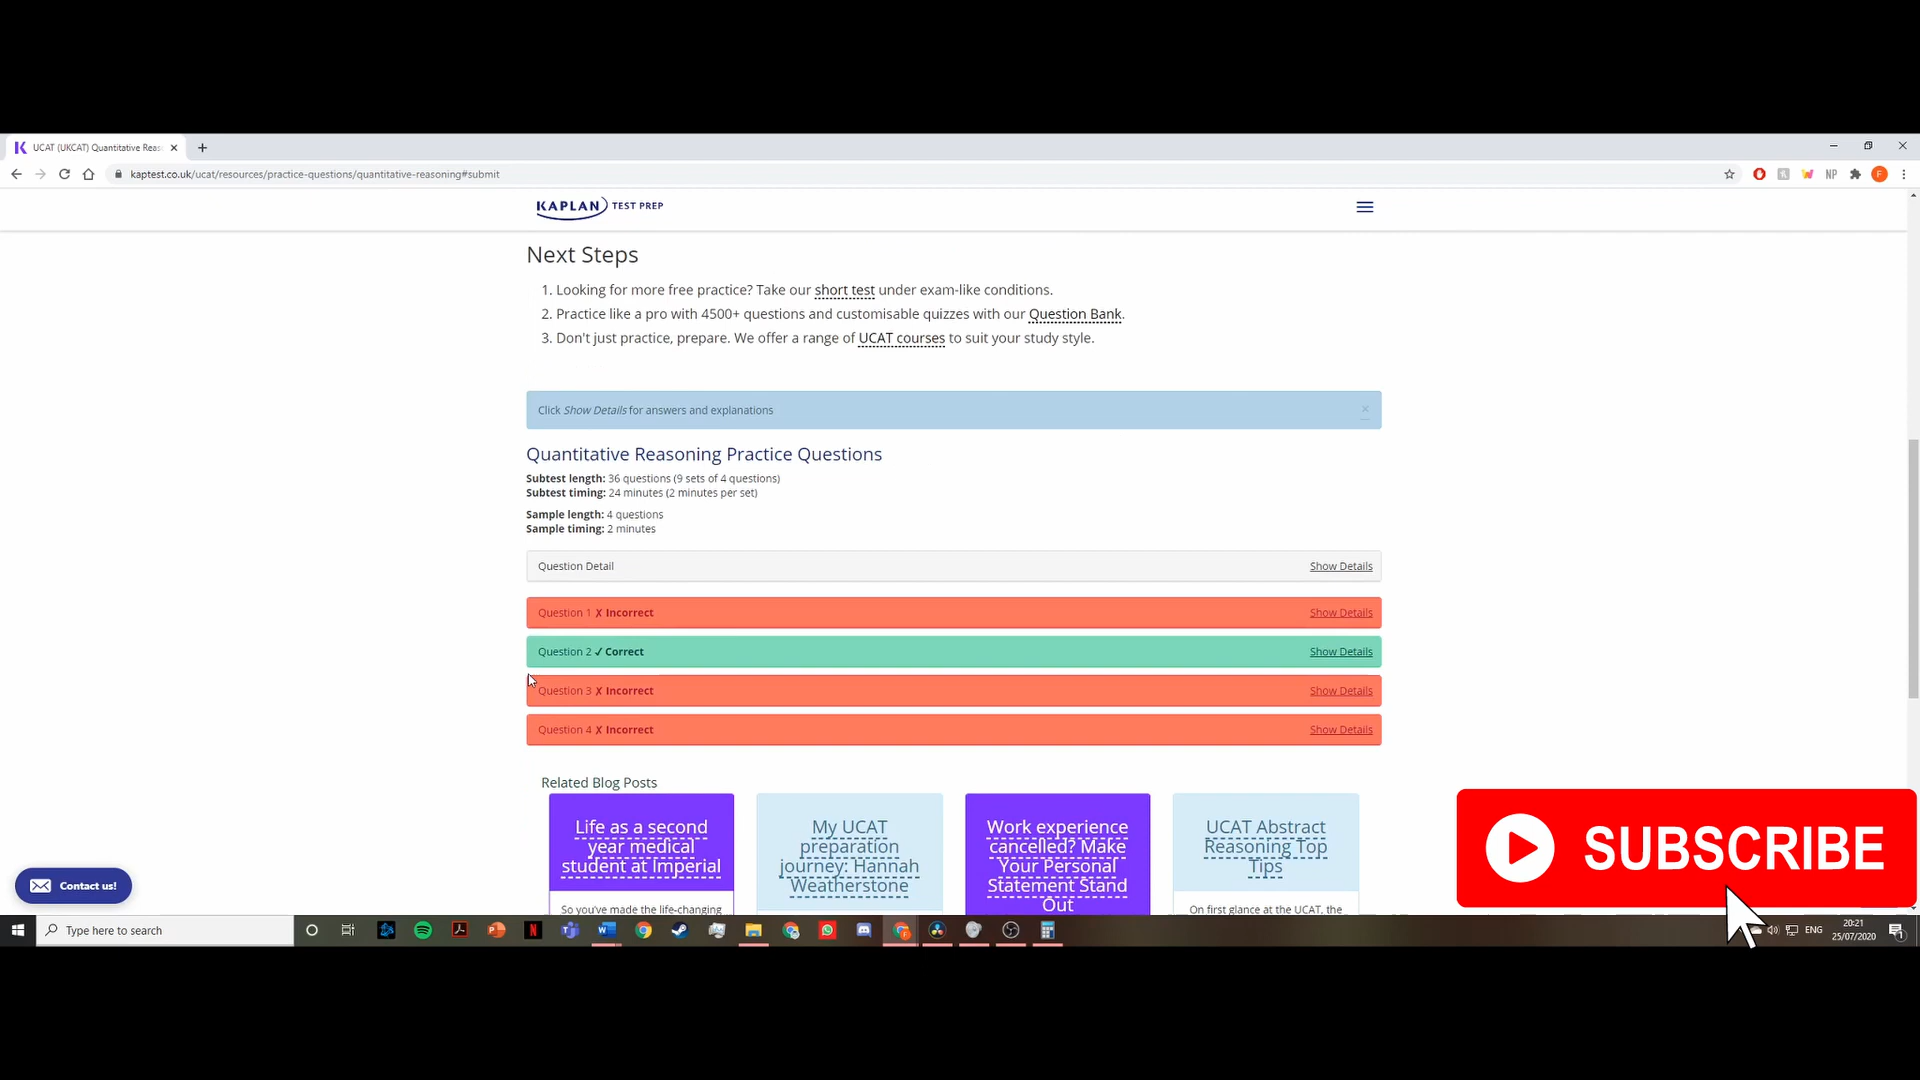 UCAT (UKCAT) Quantitative Reas
kaptest.co.uk/ucat/resources/practice-questions/quantitative-reasoning#submit
NP
F
KAPLAN TEST PREP
Next Steps
1. Looking for more free practice? Take our short test under exam-like conditions.
2. Practice like a pro with 4500+ questions and customisable quizzes with our Question Bank.
3. Don't just practice, prepare. We offer a range of UCAT courses to suit your study style.
Click Show Details for answers and explanations
Quantitative Reasoning Practice Questions
Subtest length: 36 questions (9 sets of 4 questions)
Subtest timing: 24 minutes (2 minutes per set)
Sample length: 4 questions
Sample timing: 2 minutes
Question Detail Show Details
Question 1 ✗ Incorrect Show Details
Question 2 ✓ Correct Show Details
Question 3 ✗ Incorrect Show Details
Question 4 ✗ Incorrect Show Details
Related Blog Posts
Life as a second
year medical
student at Imperial
So you've made the life-changing
My UCAT
preparation
journey: Hannah
Weatherstone
Work experience
cancelled? Make
Your Personal
Statement Stand
Out
UCAT Abstract
Reasoning Top
Tips
On first glance at the UCAT, the
Contact us!
SUBSCRIBE
Type here to search
ENG
20:21
25/07/2020